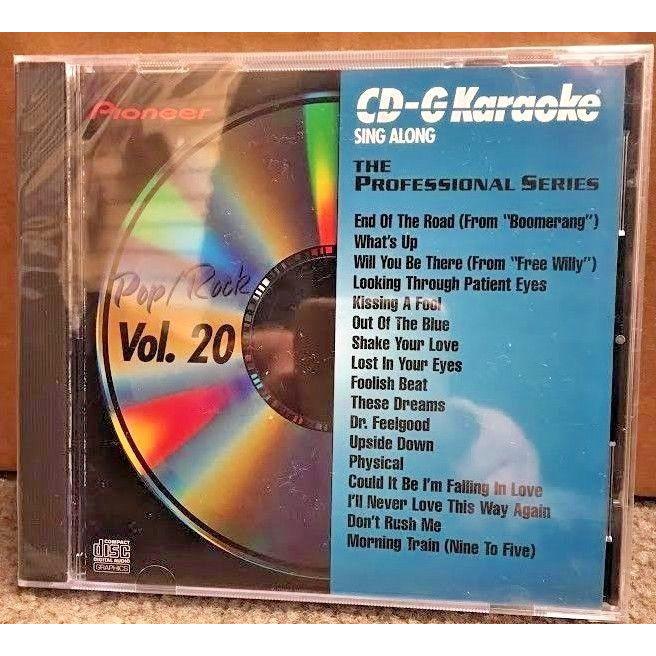 Pioneer
Pop/Rock
Vol. 20
COMPACT
disc
DIGITAL AUDIO
GRAPHICS
CD-G Karaoke
SING ALONG
THE
PROFESSIONAL SERIES
End Of The Road (From "Boomerang")
What's Up
Will You Be There (From "Free Willy")
Looking Through Patient Eyes
Kissing A Fool
Out Of The Blue
Shake Your Love
Lost In Your Eyes
Foolish Beat
These Dreams
Dr. Feelgood
Upside Down
Physical
Could It Be I'm Falling In Love
I'll Never Love This Way Again
Don't Rush Me
Morning Train (Nine To Five)